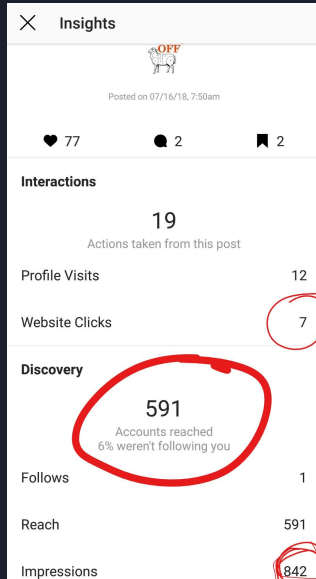 Insights
OFF
Posted on 07/16/18, 7:50am
77 2 2
Interactions
19
Actions taken from this post
Profile Visits 12
Website Clicks 7
Discovery
591
Accounts reached
6% weren't following you
Follows 1
Reach 591
Impressions 842